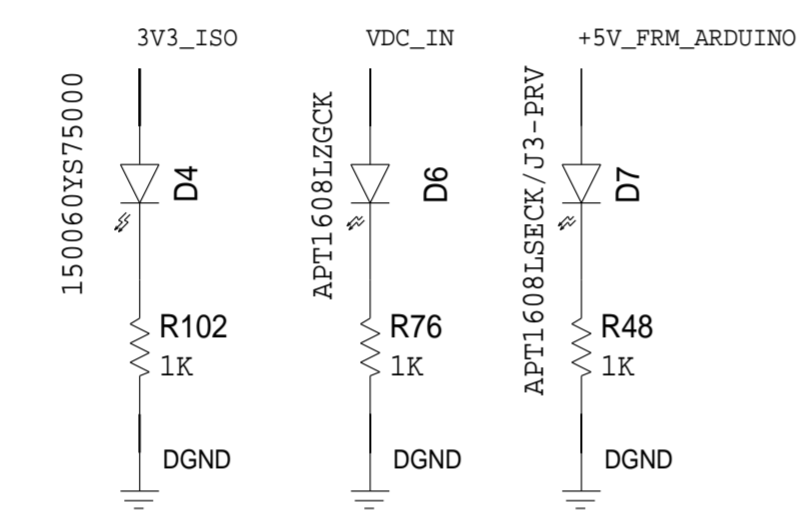 3V3_ISO
VDC_IN
+5V_FRM_ARDUINO
150060YS75000
D4
APT1608LZGCK
D6
APT1608LSECK/J3-PRV
D7
R102
1K
R76
1K
R48
1K
DGND
DGND
DGND